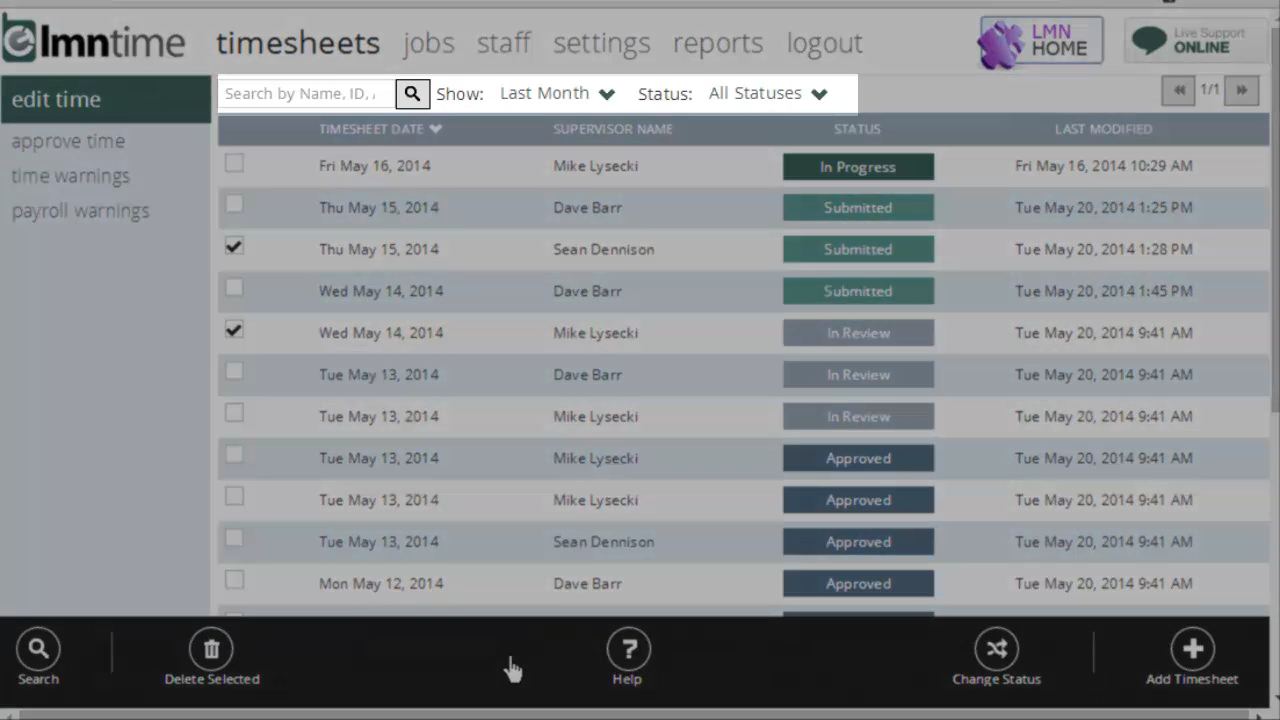 lmntime timesheets jobs staff settings reports logout LMN HOME Live Support ONLINE
edit time
approve time
time warnings
payroll warnings
Search by Name, ID, Show: Last Month Status: All Statuses 1/1
TIMESHEET DATE SUPERVISOR NAME STATUS LAST MODIFIED
Fri May 16, 2014 Mike Lysecki In Progress Fri May 16, 2014 10:29 AM
Thu May 15, 2014 Dave Barr Submitted Tue May 20, 2014 1:25 PM
Thu May 15, 2014 Sean Dennison Submitted Tue May 20, 2014 1:28 PM
Wed May 14, 2014 Dave Barr Submitted Tue May 20, 2014 1:45 PM
Wed May 14, 2014 Mike Lysecki In Review Tue May 20, 2014 9:41 AM
Tue May 13, 2014 Dave Barr In Review Tue May 20, 2014 9:41 AM
Tue May 13, 2014 Mike Lysecki In Review Tue May 20, 2014 9:41 AM
Tue May 13, 2014 Mike Lysecki Approved Tue May 20, 2014 9:41 AM
Tue May 13, 2014 Mike Lysecki Approved Tue May 20, 2014 9:41 AM
Tue May 13, 2014 Sean Dennison Approved Tue May 20, 2014 9:41 AM
Mon May 12, 2014 Dave Barr Approved Tue May 20, 2014 9:41 AM
Search Delete Selected Help Change Status Add Timesheet